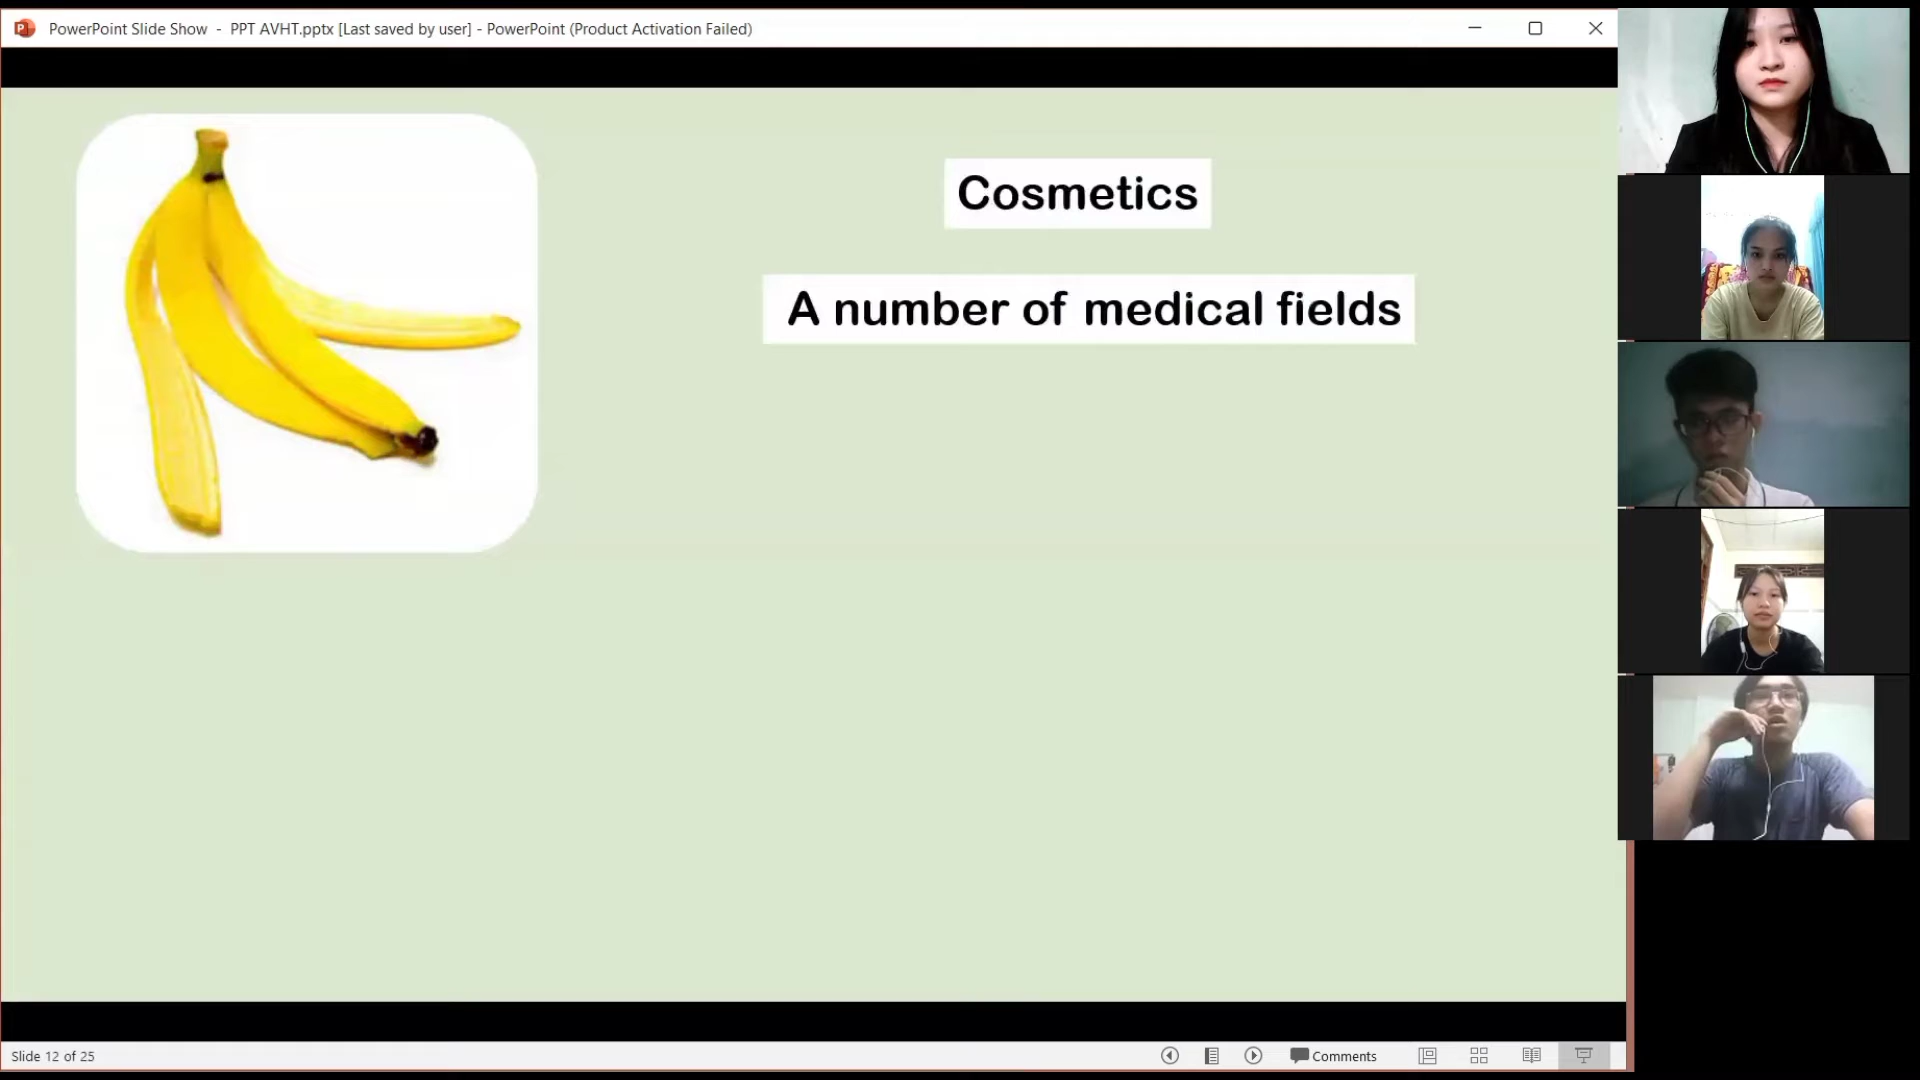 PowerPoint Slide Show - PPT AVHT.pptx [Last saved by user] - PowerPoint (Product Activation Failed)
Cosmetics
A number of medical fields
Slide 12 of 25
Comments